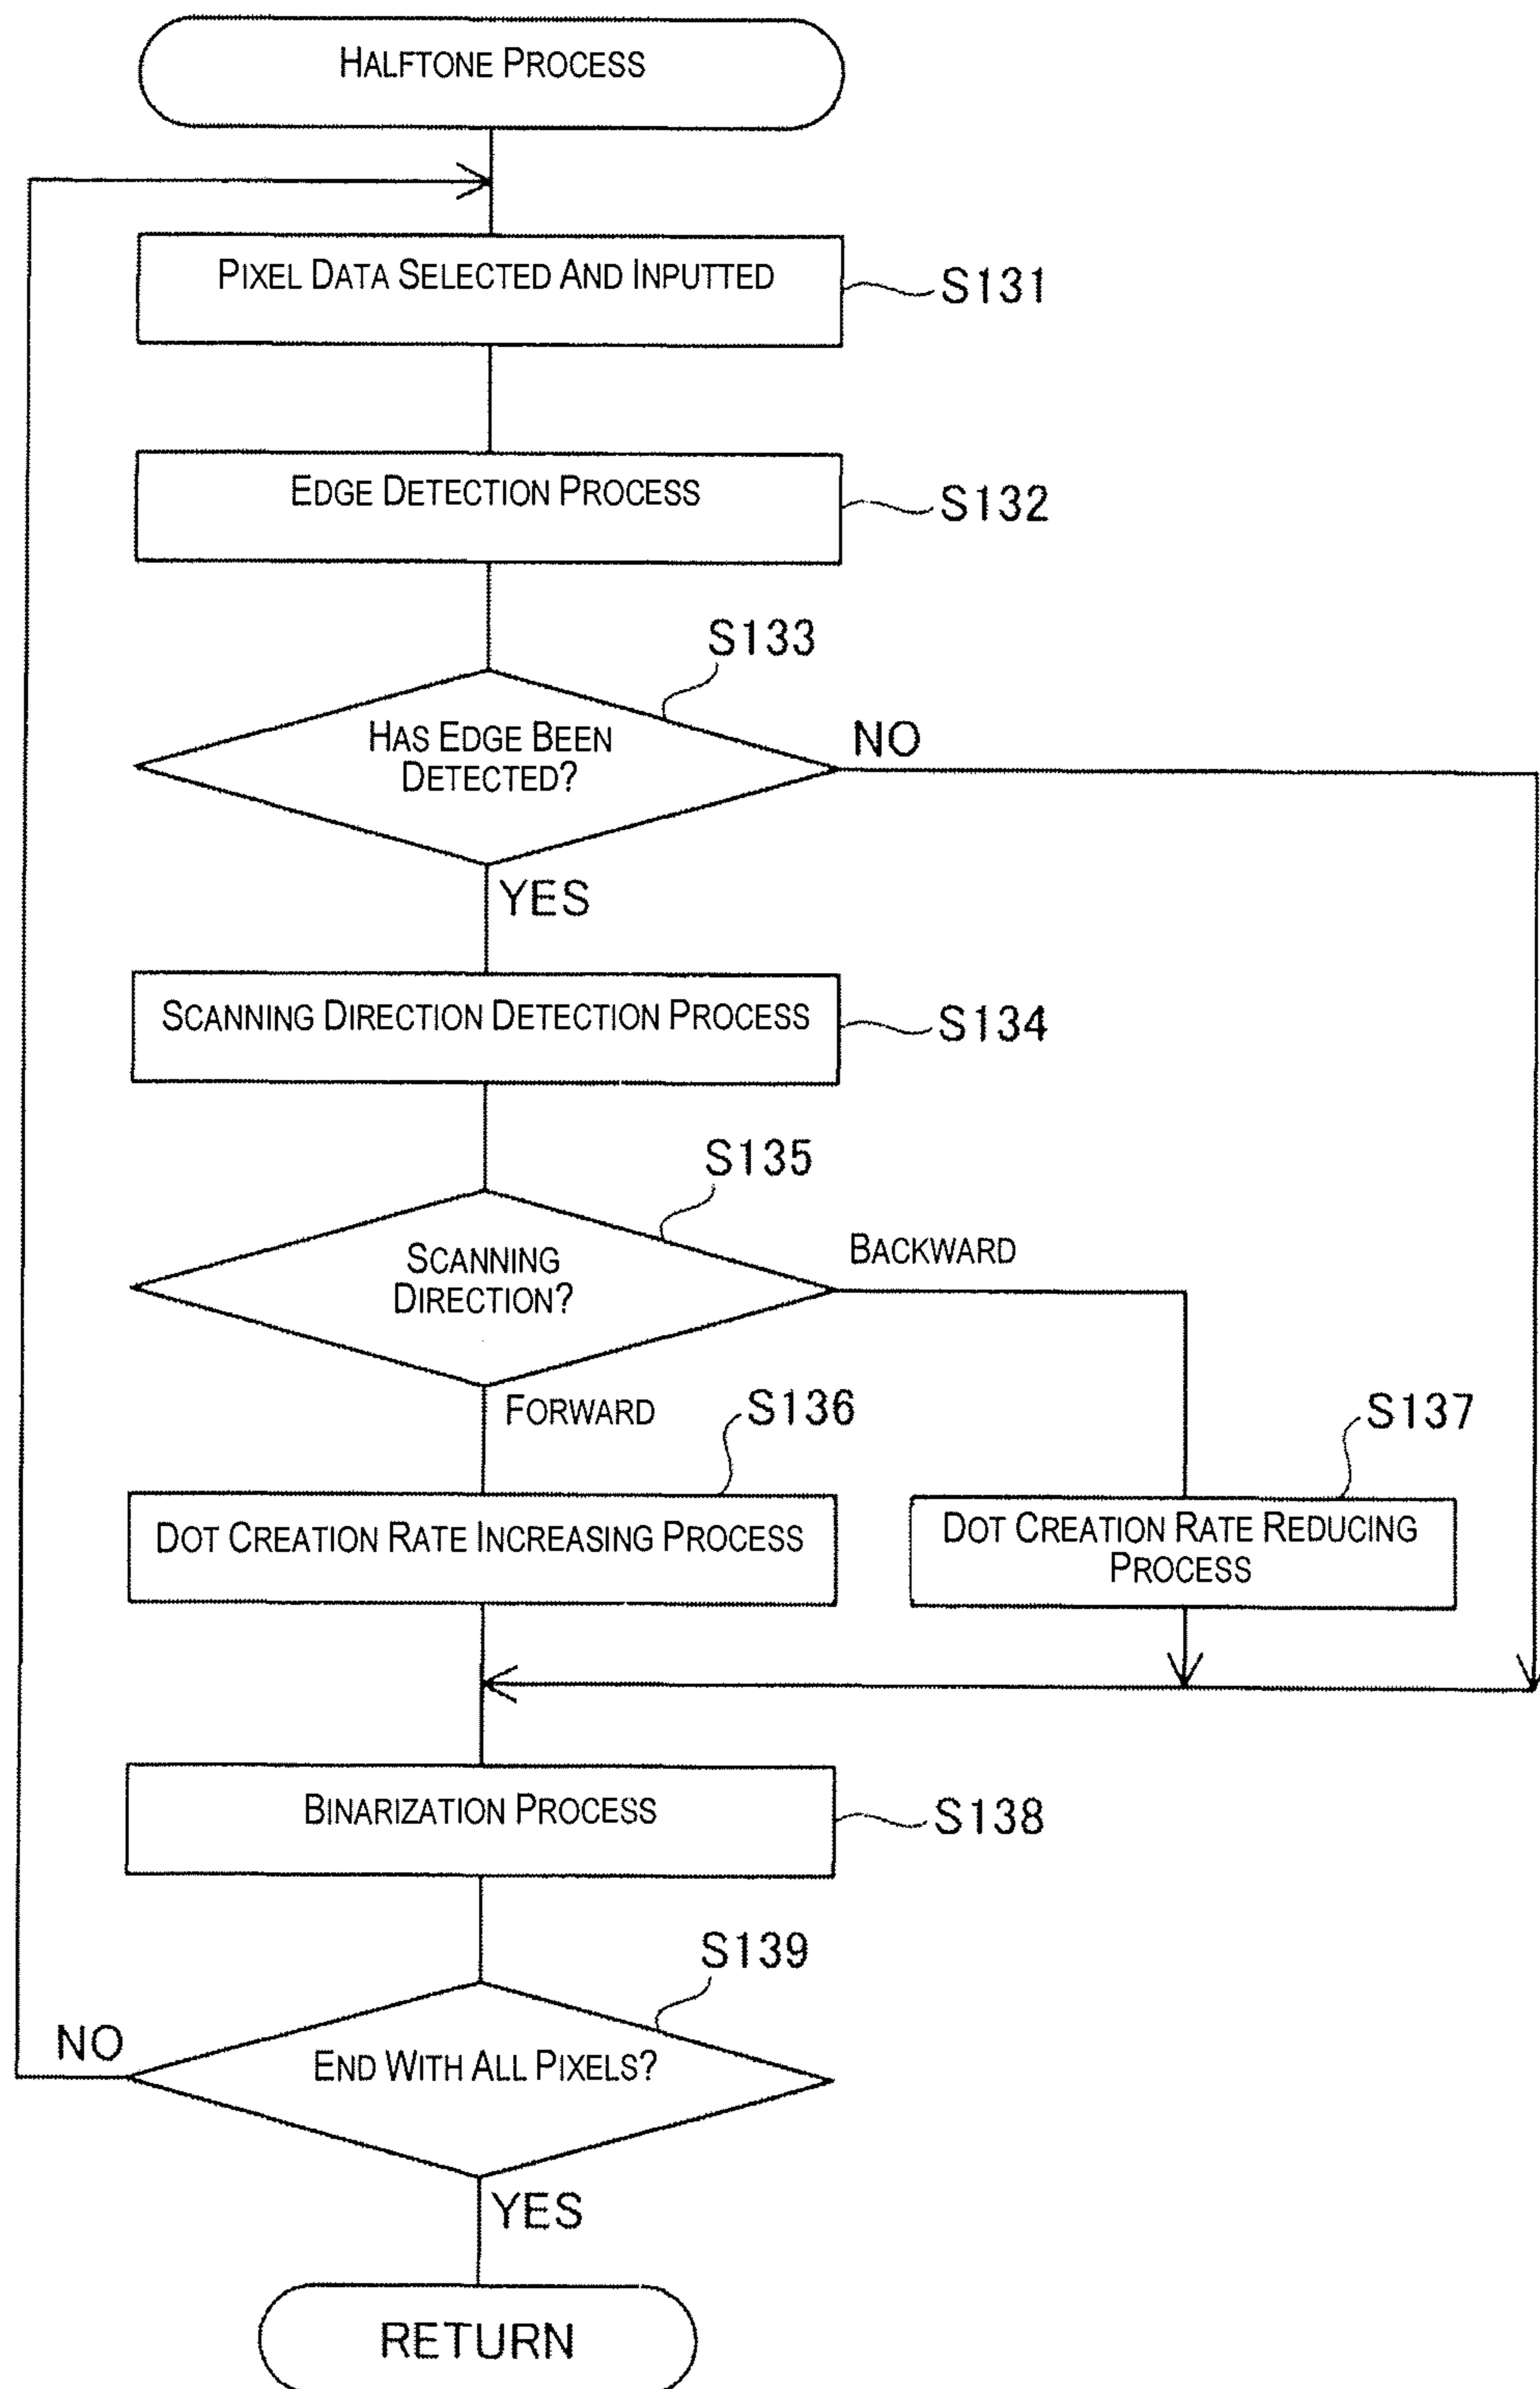 HALFTONE PROCESS
PIXEL DATA SELECTED AND INPUTTED
S131
EDGE DETECTION PROCESS
S132
S133
HAS EDGE BEEN
DETECTED?
NO
YES
SCANNING DIRECTION DETECTION PROCESS
S134
S135
SCANNING
DIRECTION?
BACKWARD
FORWARD
S136
S137
DOT CREATION RATE INCREASING PROCESS
DOT CREATION RATE REDUCING
PROCESS
BINARIZATION PROCESS
S138
S139
NO
END WITH ALL PIXELS?
YES
RETURN